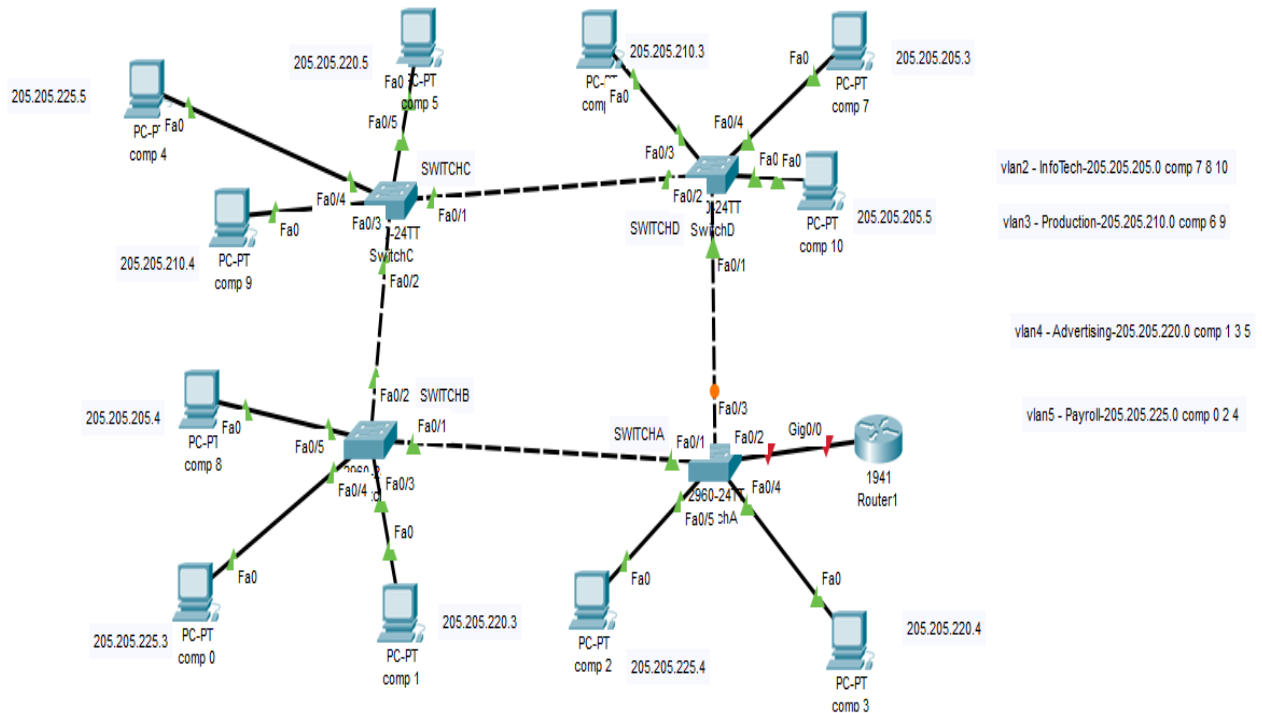 205.205.220.5
Fa0
C-PT
comp 5
Fa0/5
205.205.225.5
PC-P
Fa0
comp 4
Fa0/4
Fa0
Fa0/3
PC-PT
comp 9
205.205.210.4
SWITCHC
Fa0/1
-24TT
SwitchC
Fa0/2
205.205.210.3
PC-
comp
Fa0
Fa0/3
Fa0
PC-PT
comp 7
205.205.205.3
Fa0/4
Fa0
Fa0
Fa0/2
SWITCHD
-24TT
SwitchD
Fa0/1
PC-PT
comp 10
205.205.205.5
vlan2 - InfoTech-205.205.205.0 comp 7 8 10
vlan3 - Production-205.205.210.0 comp 6 9
vlan4 - Advertising-205.205.220.0 comp 1 3 5
vlan5 - Payroll-205.205.225.0 comp 0 2 4
205.205.205.4
Fa0
PC-PT
comp 8
Fa0/2
SWITCHB
Fa0/1
Fa0/5
Fa0/4
Fa0/3
Fa0
PC-PT
comp 0
205.205.225.3
Fa0
PC-PT
comp 1
205.205.220.3
Fa0/3
SWITCHA
Fa0/1
Fa0/2
Gig0/0
1941
Router1
2960-24TT
chA
Fa0/4
Fa0/5
Fa0
PC-PT
comp 2
205.205.225.4
Fa0
PC-PT
comp 3
205.205.220.4